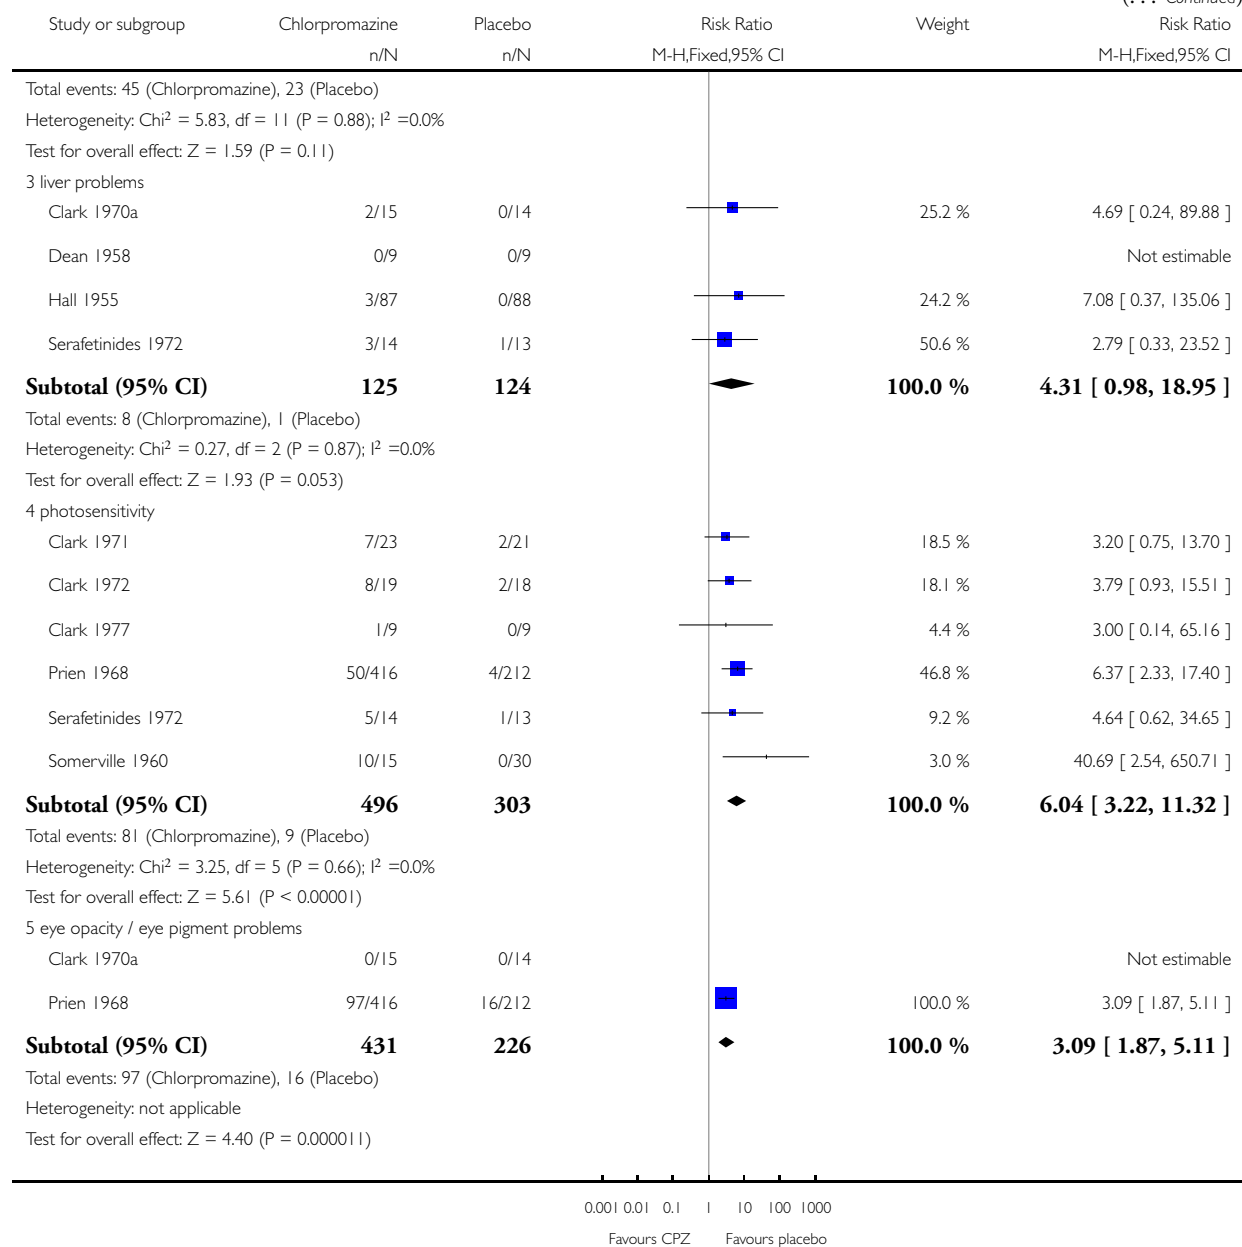 (. . . Continued)
Study or subgroup Chlorpromazine Placebo Risk Ratio Weight Risk Ratio
n/N n/N M-H,Fixed,95% CI M-H,Fixed,95% CI
Total events: 45 (Chlorpromazine), 23 (Placebo)
Heterogeneity: Chi² = 5.83, df = 11 (P = 0.88); I² =0.0%
Test for overall effect: Z = 1.59 (P = 0.11)
3 liver problems
Clark 1970a 2/15 0/14 25.2 % 4.69 [ 0.24, 89.88 ]
Dean 1958 0/9 0/9 Not estimable
Hall 1955 3/87 0/88 24.2 % 7.08 [ 0.37, 135.06 ]
Serafetinides 1972 3/14 1/13 50.6 % 2.79 [ 0.33, 23.52 ]
Subtotal (95% CI) 125 124 100.0 % 4.31 [ 0.98, 18.95 ]
Total events: 8 (Chlorpromazine), 1 (Placebo)
Heterogeneity: Chi² = 0.27, df = 2 (P = 0.87); I² =0.0%
Test for overall effect: Z = 1.93 (P = 0.053)
4 photosensitivity
Clark 1971 7/23 2/21 18.5 % 3.20 [ 0.75, 13.70 ]
Clark 1972 8/19 2/18 18.1 % 3.79 [ 0.93, 15.51 ]
Clark 1977 1/9 0/9 4.4 % 3.00 [ 0.14, 65.16 ]
Prien 1968 50/416 4/212 46.8 % 6.37 [ 2.33, 17.40 ]
Serafetinides 1972 5/14 1/13 9.2 % 4.64 [ 0.62, 34.65 ]
Somerville 1960 10/15 0/30 3.0 % 40.69 [ 2.54, 650.71 ]
Subtotal (95% CI) 496 303 100.0 % 6.04 [ 3.22, 11.32 ]
Total events: 81 (Chlorpromazine), 9 (Placebo)
Heterogeneity: Chi² = 3.25, df = 5 (P = 0.66); I² =0.0%
Test for overall effect: Z = 5.61 (P < 0.00001)
5 eye opacity / eye pigment problems
Clark 1970a 0/15 0/14 Not estimable
Prien 1968 97/416 16/212 100.0 % 3.09 [ 1.87, 5.11 ]
Subtotal (95% CI) 431 226 100.0 % 3.09 [ 1.87, 5.11 ]
Total events: 97 (Chlorpromazine), 16 (Placebo)
Heterogeneity: not applicable
Test for overall effect: Z = 4.40 (P = 0.000011)
0.001 0.01 0.1 1 10 100 1000
Favours CPZ Favours placebo